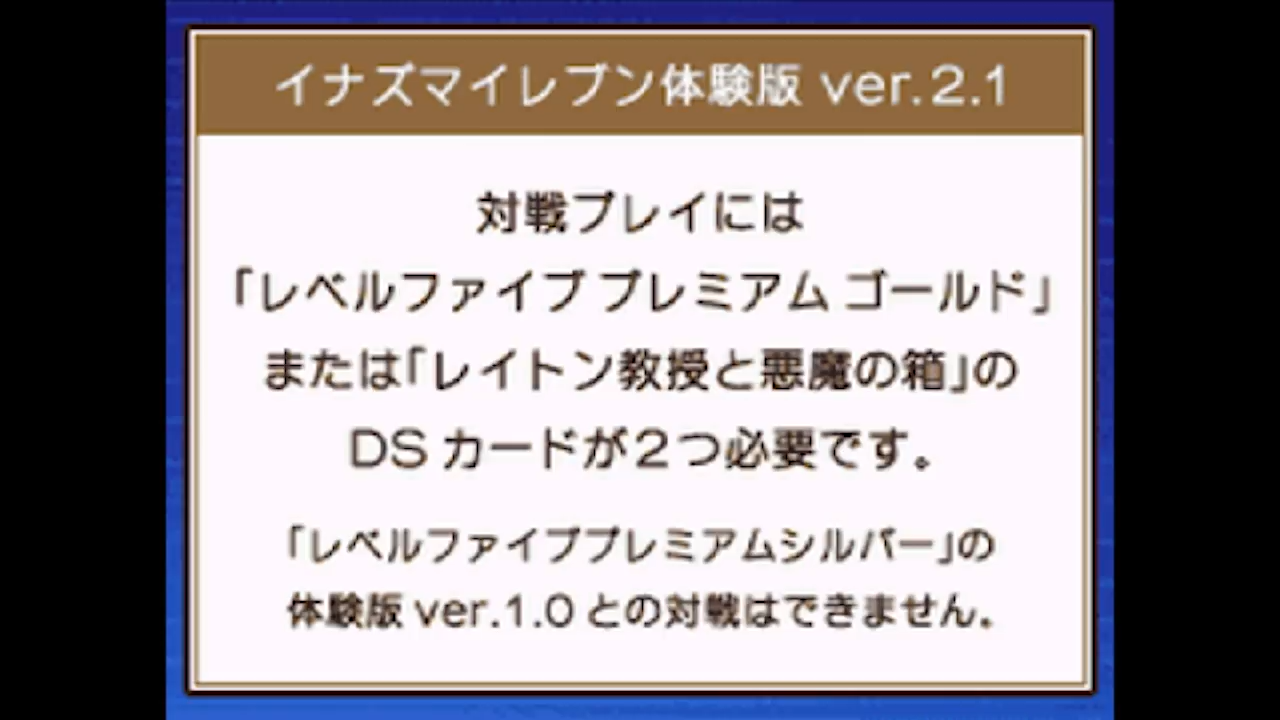 イナズマイレブン体験版 ver.2.1
対戦プレイには
「レベルファイブ プレミアム ゴールド」
または「レイトン教授と悪魔の箱」の
DSカードが2つ必要です。
「レベルファイブプレミアムシルバー」の
体験版 ver.1.0 との対戦はできません。